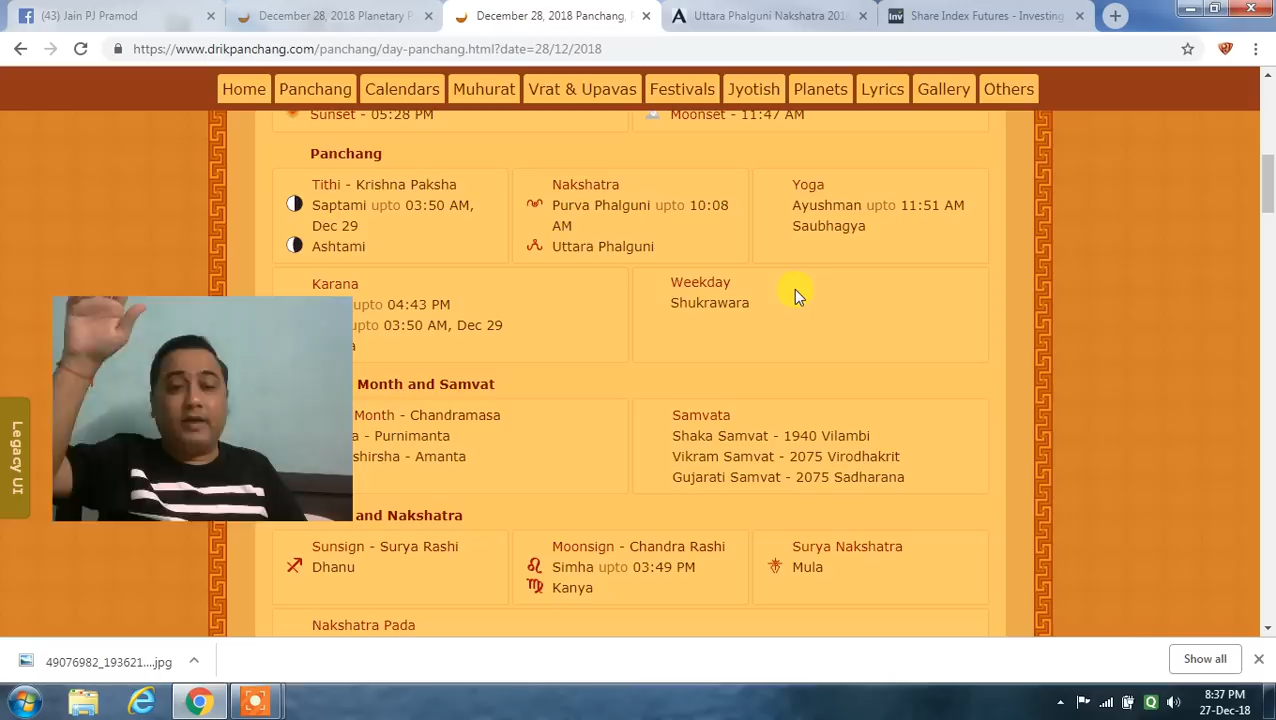 (43) Jain JP Pramod
December 28, 2018 Planetary P
December 28, 2018 Panchang,
Uttara Phalguni Nakshatra 2018
Share Index Futures - Investing
https://www.drikpanchang.com/panchang/day-panchang.html?date=28/12/2018
Home Panchang Calendars Muhurat Vrat & Upavas Festivals Jyotish Planets Lyrics Gallery Others
Sunset - 05:28 PM
Moonset - 11:47 AM
Panchang
Tithi - Krishna Paksha
Saptami upto 03:50 AM,
Dec 29
Ashtami
Nakshatra
Purva Phalguni upto 10:08
AM
Uttara Phalguni
Yoga
Ayushman upto 11:51 AM
Saubhagya
Karana
upto 04:43 PM
upto 03:50 AM, Dec 29
Weekday
Shukrawara
Month and Samvat
Month - Chandramasa
a - Purnimanta
shirsha - Amanta
Samvata
Shaka Samvat - 1940 Vilambi
Vikram Samvat - 2075 Virodhakrit
Gujarati Samvat - 2075 Sadharana
and Nakshatra
Sunsign - Surya Rashi
Dhanu
Moonsign - Chandra Rashi
Simha upto 03:49 PM
Kanya
Surya Nakshatra
Mula
Nakshatra Pada
Legacy UI
49076982_193621....jpg
Show all
8:37 PM
27-Dec-18